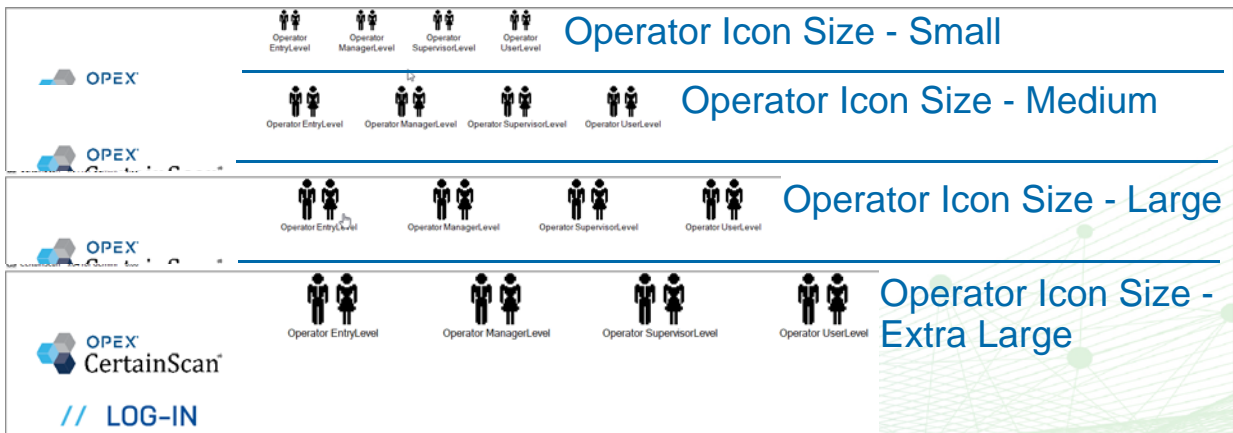 Operator EntryLevel
Operator ManagerLevel
Operator SupervisorLevel
Operator UserLevel
Operator Icon Size - Small
OPEX
Operator EntryLevel Operator ManagerLevel Operator SupervisorLevel Operator UserLevel
Operator Icon Size - Medium
OPEX
Operator EntryLevel Operator ManagerLevel Operator SupervisorLevel Operator UserLevel
Operator Icon Size - Large
OPEX
Operator EntryLevel Operator ManagerLevel Operator SupervisorLevel Operator UserLevel
Operator Icon Size -
Extra Large
OPEX
CertainScan
// LOG-IN